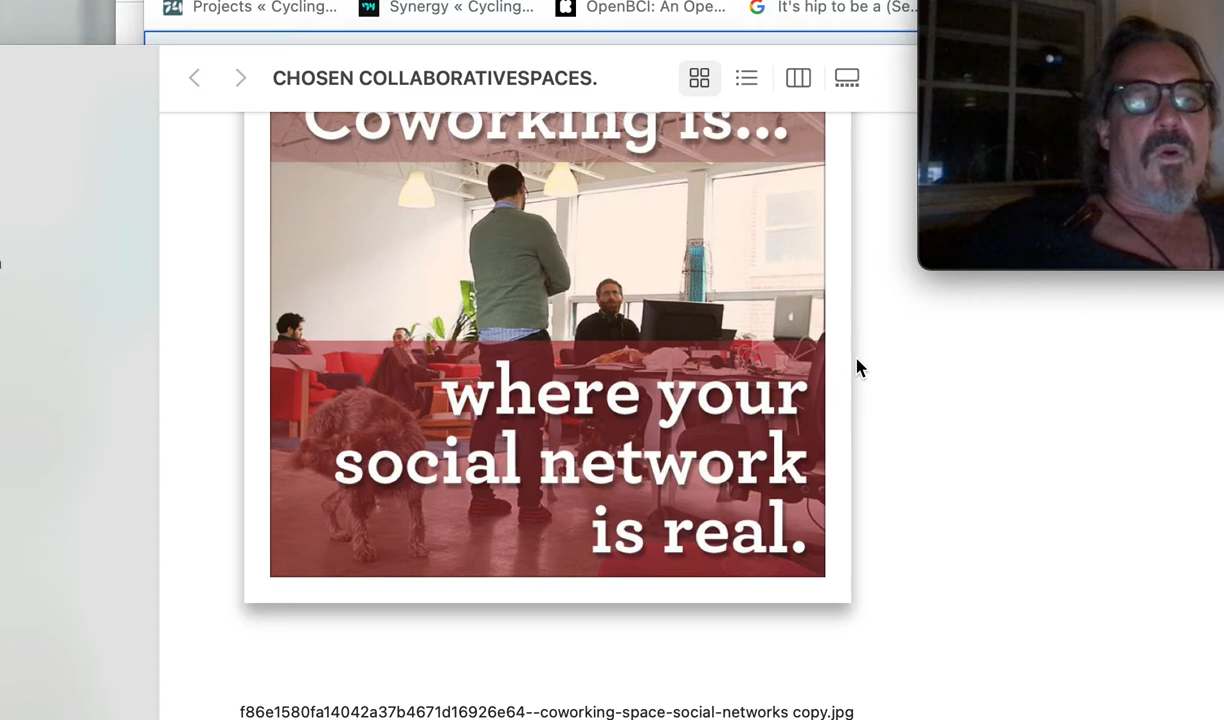 Projects « Cycling... Synergy « Cycling... OpenBCI: An Ope... It's hip to be a (Se...
CHOSEN COLLABORATIVESPACES.
Coworking is...
where your
social network
is real.
f86e1580fa14042a37b4671d16926e64--coworking-space-social-networks copy.jpg